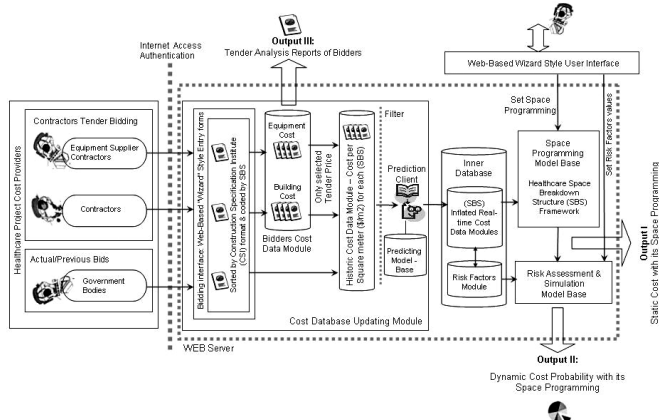 Internet Access
Authentication
Output III:
Tender Analysis Reports of Bidders
Web-Based Wizard Style User Interface
Healthcare Project Cost Providers
Contractors Tender Bidding
Equipment Supplier
Contractors
Contractors
Actual/Previous Bids
Government
Bodies
Bidding Interface: Web-Based "Wizard" Style Entry forms
Sorted by Construction Specification Institute
(CSI) format & coded by SBS
Equipment
Cost
Building
Cost
Bidders Cost
Data Module
Only selected
Tender Price
Historic Cost Data Module – Cost per
Square meter ($/m2) for each (SBS)
Filter
Prediction
Client
Predicting
Model -
Base
Cost Database Updating Module
WEB Server
Inner
Database
(SBS)
Inflated Real-
time Cost
Data Modules
Risk Factors
Module
Set Space
Programming
Set Risk Factors values
Space
Programming
Model Base
Healthcare Space
Breakdown
Structure (SBS)
Framework
Risk Assessment &
Simulation
Model Base
Output I
Static Cost with its Space Programming
Output II:
Dynamic Cost Probability with its
Space Programming